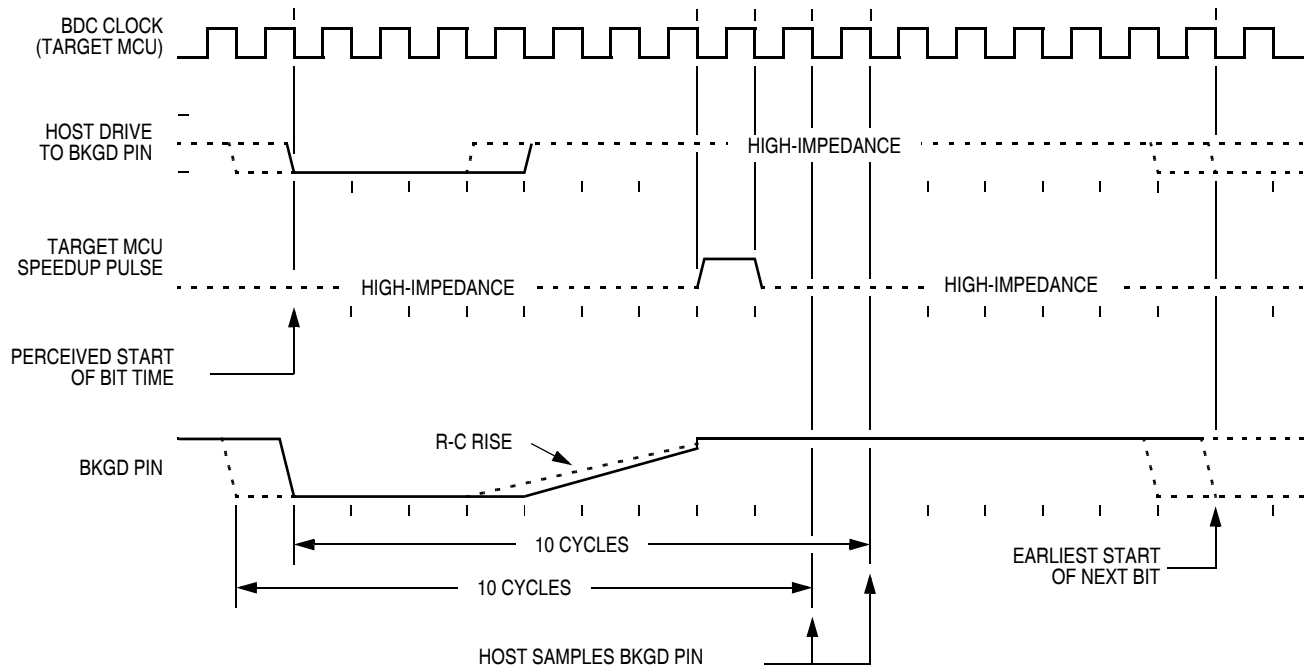 BDC CLOCK
(TARGET MCU)
HOST DRIVE
TO BKGD PIN
HIGH-IMPEDANCE
TARGET MCU
SPEEDUP PULSE
HIGH-IMPEDANCE
HIGH-IMPEDANCE
PERCEIVED START
OF BIT TIME
R-C RISE
BKGD PIN
10 CYCLES
EARLIEST START
OF NEXT BIT
10 CYCLES
HOST SAMPLES BKGD PIN